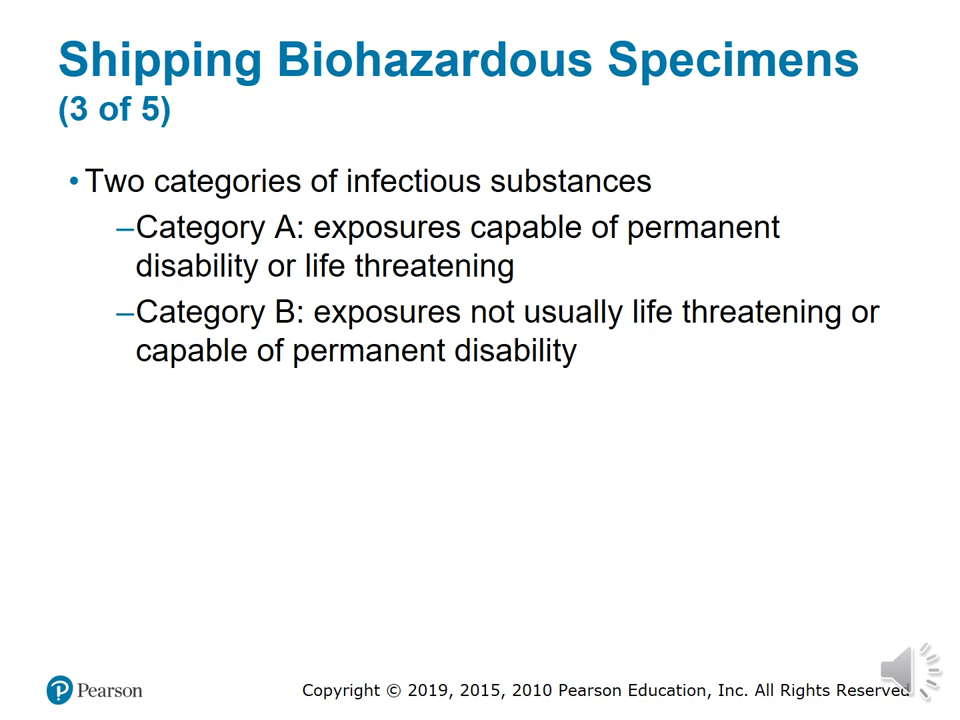 Shipping Biohazardous Specimens
(3 of 5)
• Two categories of infectious substances
–Category A: exposures capable of permanent
disability or life threatening
–Category B: exposures not usually life threatening or
capable of permanent disability
Pearson
Copyright © 2019, 2015, 2010 Pearson Education, Inc. All Rights Reserved